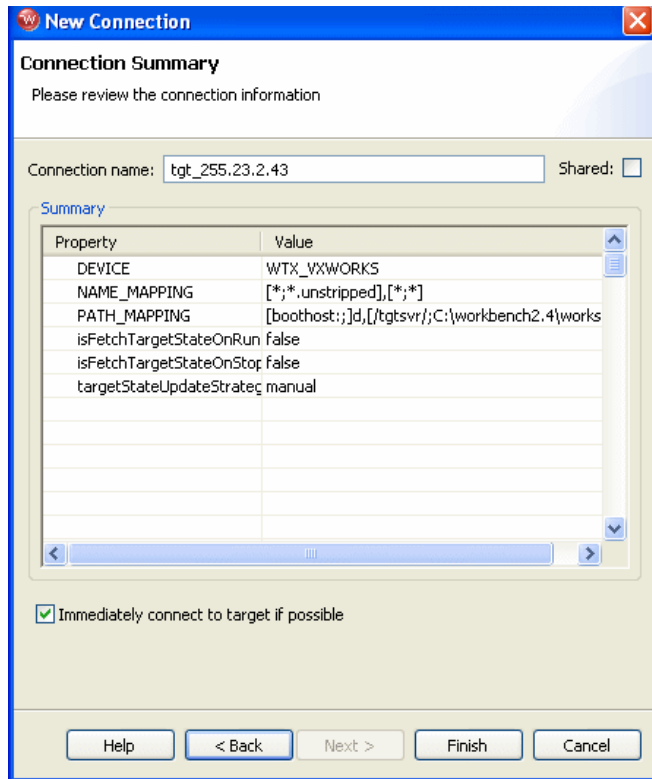 New Connection
Connection Summary
Please review the connection information
Connection name: tgt_255.23.2.43 Shared:
Summary
Property Value
DEVICE WTX_VXWORKS
NAME_MAPPING [*;*.unstripped],[*;*]
PATH_MAPPING [boothost:;]d,[/tgtsvr/;C:\workbench2.4\works
isFetchTargetStateOnRun false
isFetchTargetStateOnStop false
targetStateUpdateStrateg manual
Immediately connect to target if possible
Help < Back Next > Finish Cancel